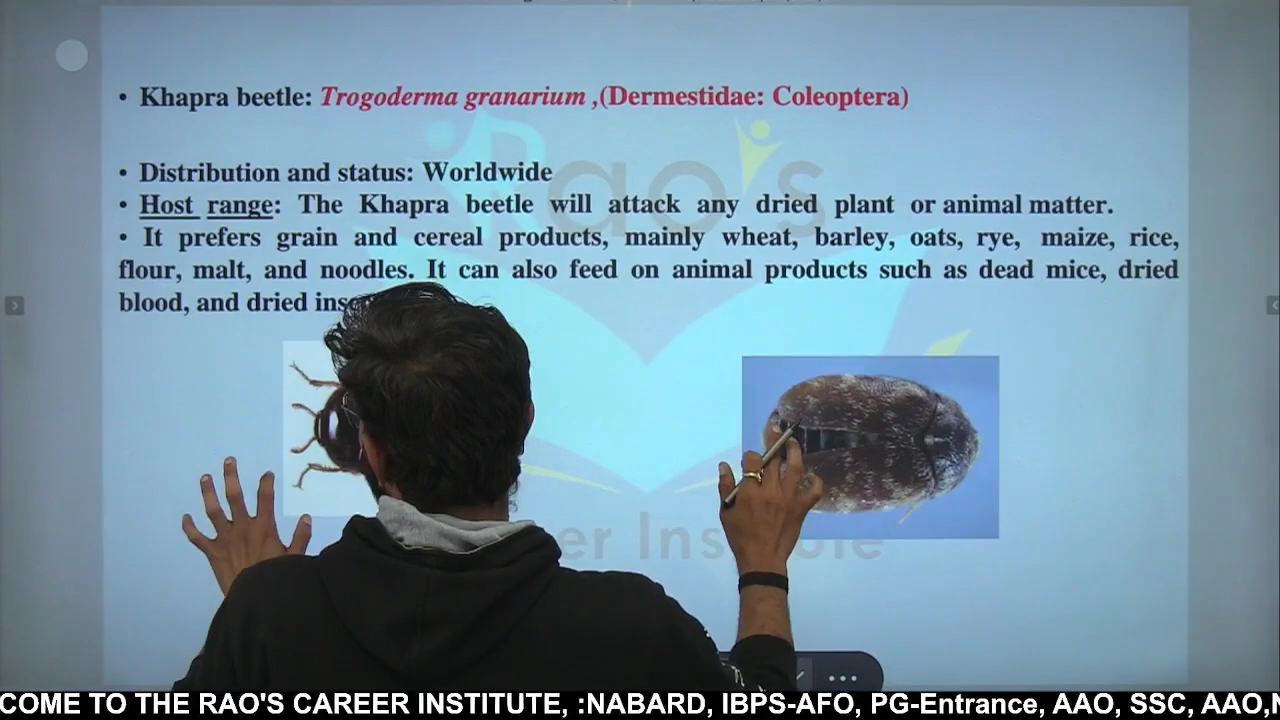 • Khapra beetle: Trogoderma granarium ,(Dermestidae: Coleoptera)
• Distribution and status: Worldwide
• Host range: The Khapra beetle will attack any dried plant or animal matter.
• It prefers grain and cereal products, mainly wheat, barley, oats, rye, maize, rice,
flour, malt, and noodles. It can also feed on animal products such as dead mice, dried
blood, and dried
Rao's
COME TO THE RAO'S CAREER INSTITUTE, :NABARD, IBPS-AFO, PG-Entrance, AAO, SSC, AAO,